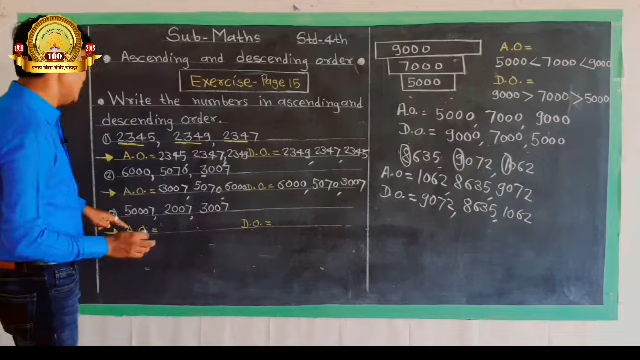 Sub-Maths Std-4th
• Ascending and descending order •
Exercise-Page 15
• Write the numbers in ascending and
descending order.
① 2345, 2349, 2347
→ A.O= 2345, 2347, 2349 D.O.= 2349, 2347, 2345
② 6000, 5070, 3007
→ A.O.= 3007, 5070 6000 D.O.= 6000, 5070, 3007
③ 50007, 2007, 3007
→ A.O.= D.O.=
9000
7000
5000
A.O=
5000<7000<9000
D.O.=
9000>7000>5000
A.O.= 5000, 7000, 9000
D.O.= 9000, 7000, 5000
8635, 9072, 1062
A.O= 1062 8635, 9072
D.O.= 9072, 8635, 1062
100